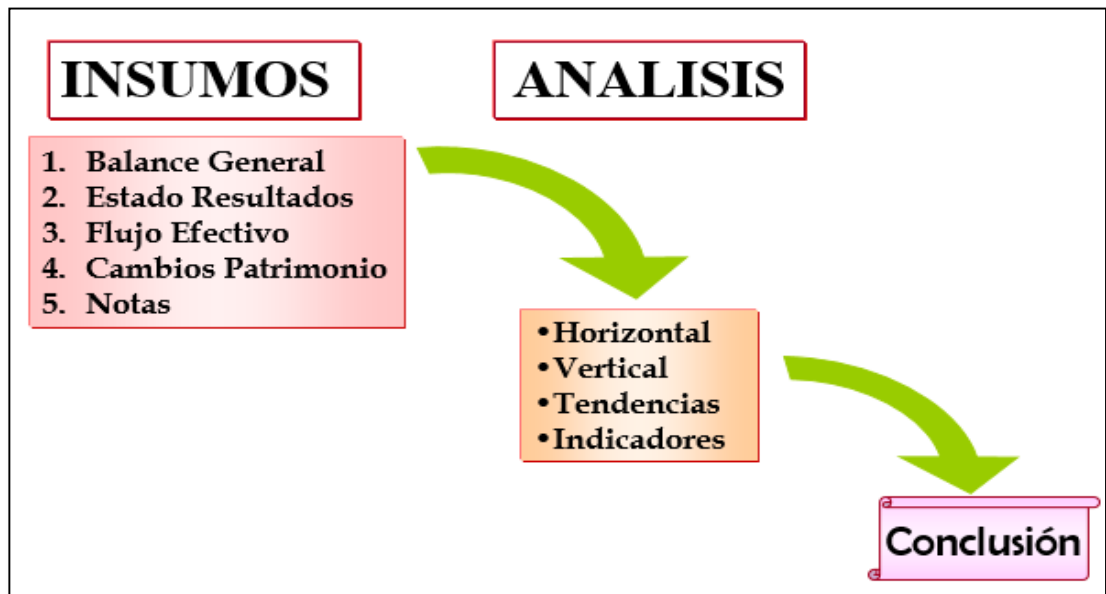 INSUMOS
ANALISIS
1. Balance General
2. Estado Resultados
3. Flujo Efectivo
4. Cambios Patrimonio
5. Notas
•Horizontal
•Vertical
•Tendencias
•Indicadores
Conclusión